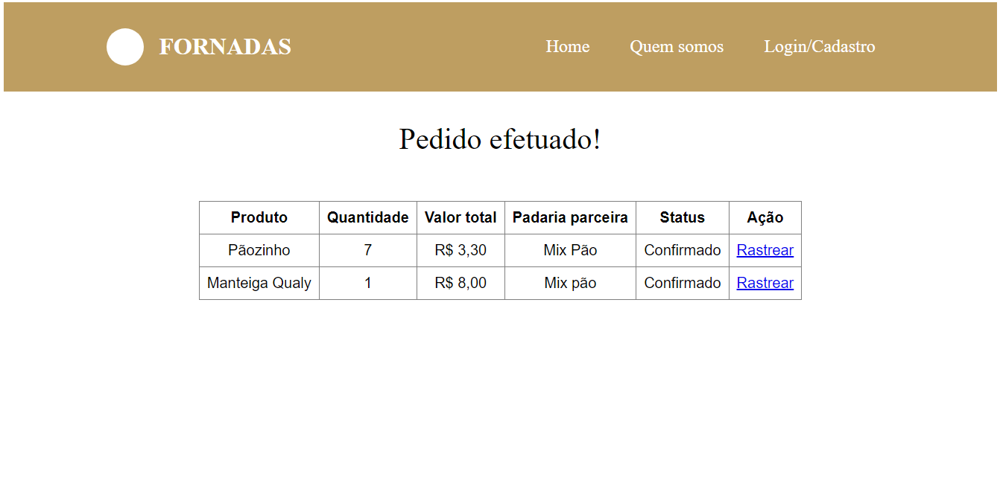 FORNADAS Home Quem somos Login/Cadastro
Pedido efetuado!
Produto Quantidade Valor total Padaria parceira Status Ação
Pãozinho 7 R$ 3,30 Mix Pão Confirmado Rastrear
Manteiga Qualy 1 R$ 8,00 Mix pão Confirmado Rastrear